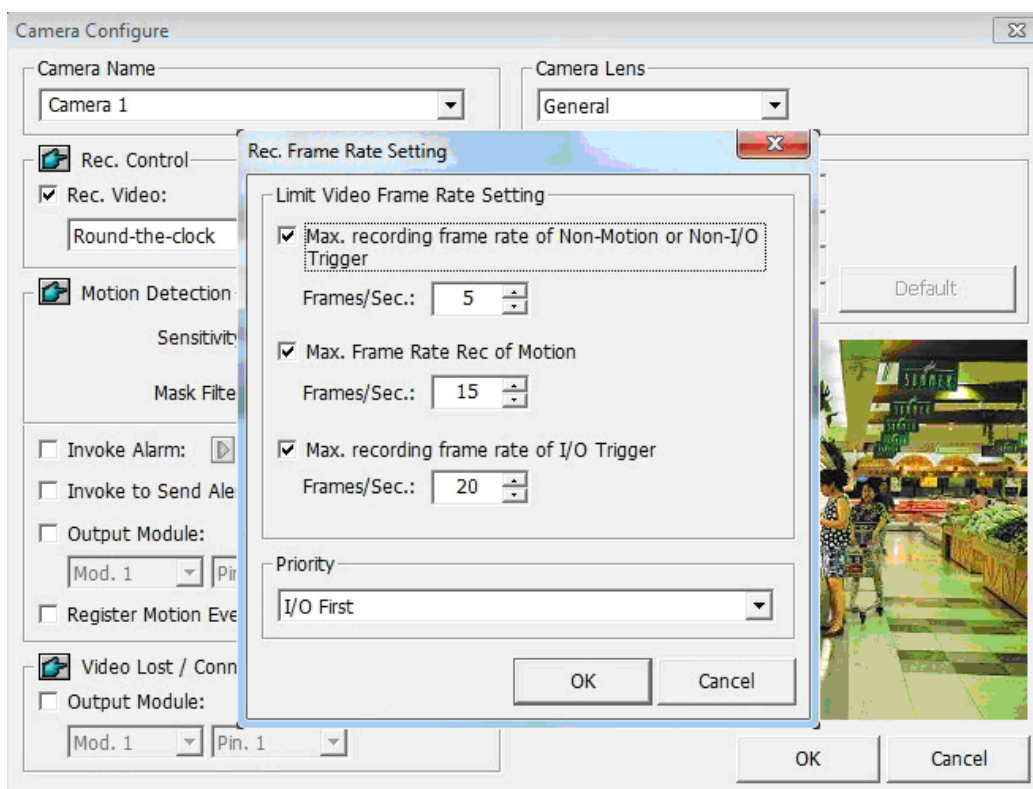 Camera Configure
Camera Name
Camera 1
Camera Lens
General
Rec. Control
Rec. Video:
Round-the-clock
Motion Detection
Sensitivity
Mask Filte
Invoke Alarm:
Invoke to Send Ale
Output Module:
Mod. 1 Pin
Register Motion Eve
Video Lost / Conn
Output Module:
Mod. 1 Pin. 1
Rec. Frame Rate Setting
Limit Video Frame Rate Setting
Max. recording frame rate of Non-Motion or Non-I/O
Trigger
Frames/Sec.: 5
Max. Frame Rate Rec of Motion
Frames/Sec.: 15
Max. recording frame rate of I/O Trigger
Frames/Sec.: 20
Priority
I/O First
OK Cancel
Default
SUMMER
OK Cancel